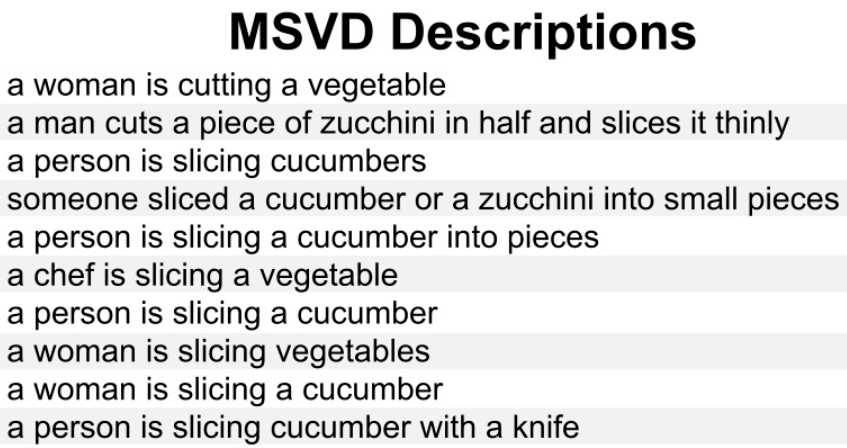 MSVD Descriptions
a woman is cutting a vegetable
a man cuts a piece of zucchini in half and slices it thinly
a person is slicing cucumbers
someone sliced a cucumber or a zucchini into small pieces
a person is slicing a cucumber into pieces
a chef is slicing a vegetable
a person is slicing a cucumber
a woman is slicing vegetables
a woman is slicing a cucumber
a person is slicing cucumber with a knife